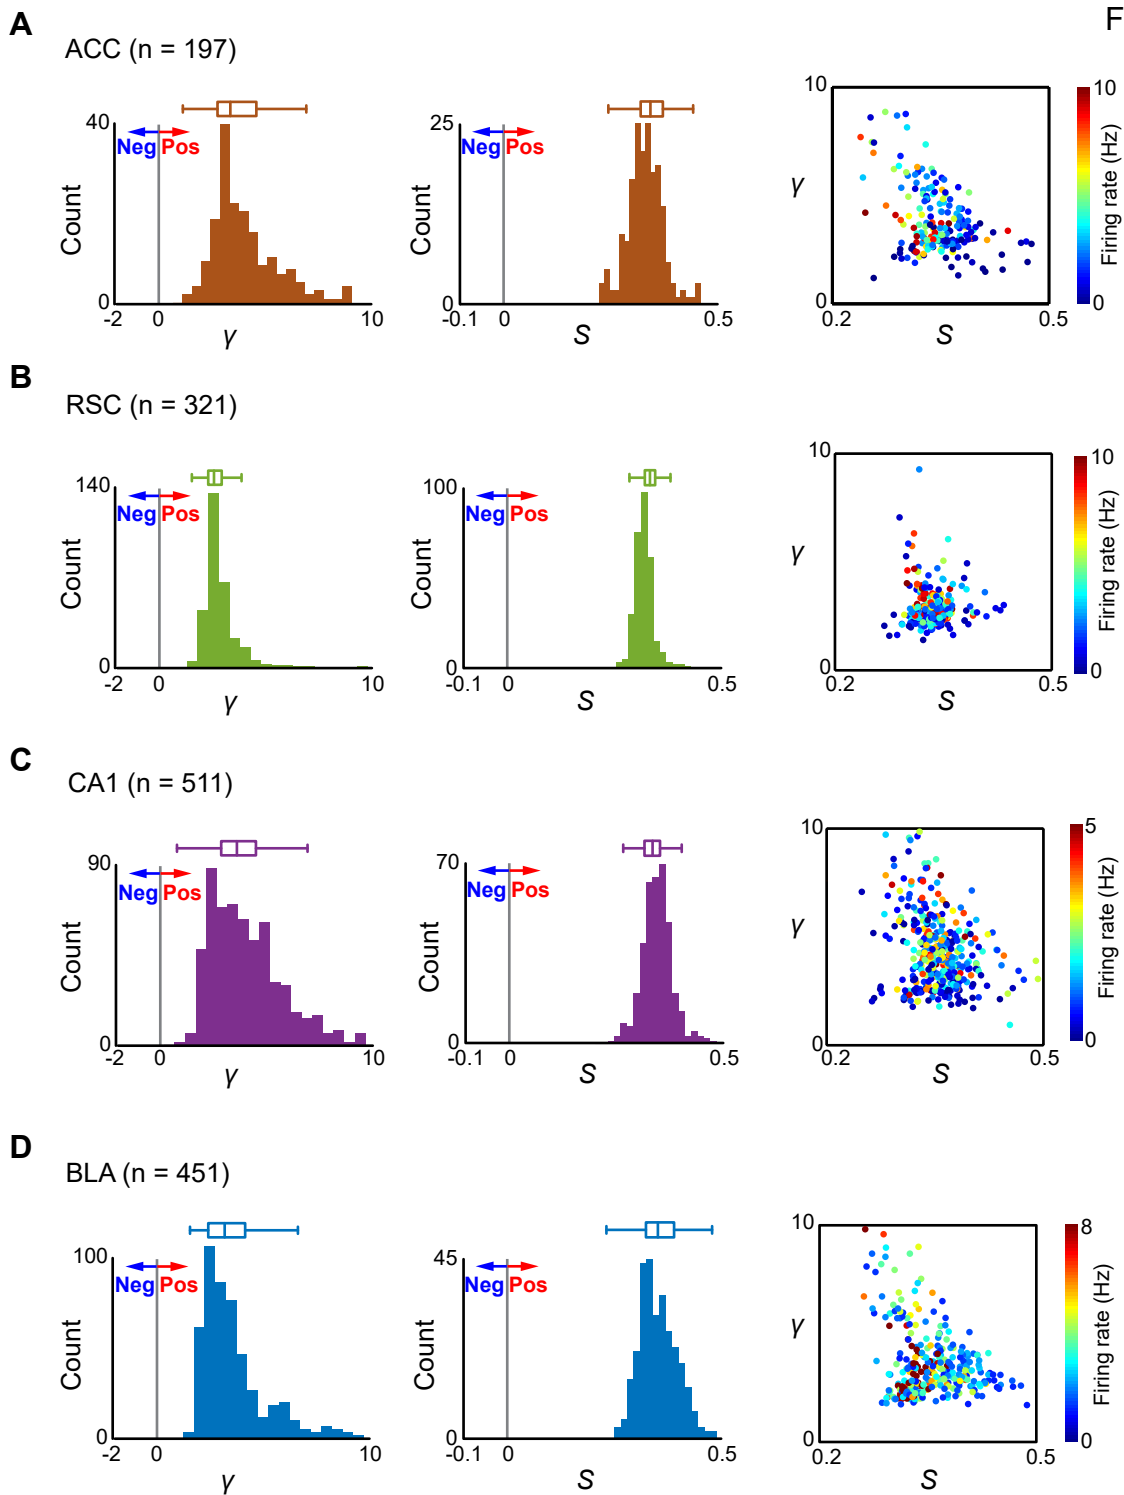 A
F
ACC (n = 197)
40
Neg Pos
Count
0
-2 0 10
γ
25
Neg Pos
Count
0
-0.1 0 0.5
S
10
γ
0
0.2 0.5
S
10
Firing rate (Hz)
0
B
RSC (n = 321)
140
Neg Pos
Count
0
-2 0 10
γ
100
Neg Pos
Count
0
-0.1 0 0.5
S
10
γ
0
0.2 0.5
S
10
Firing rate (Hz)
0
C
CA1 (n = 511)
90
Neg Pos
Count
0
-2 0 10
γ
70
Neg Pos
Count
0
-0.1 0 0.5
S
10
γ
0
0.2 0.5
S
5
Firing rate (Hz)
0
D
BLA (n = 451)
100
Neg Pos
Count
0
-2 0 10
γ
45
Neg Pos
Count
0
-0.1 0 0.5
S
10
γ
0
0.2 0.5
S
8
Firing rate (Hz)
0